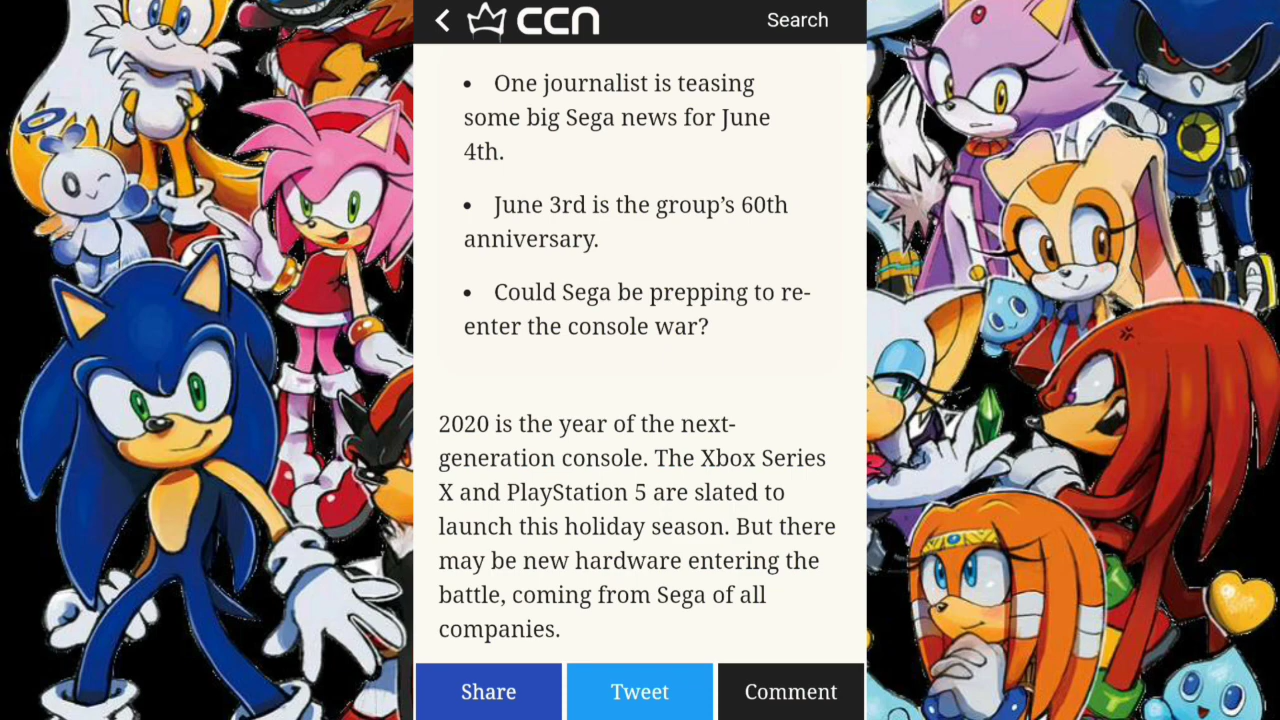 CCN Search
• One journalist is teasing
some big Sega news for June
4th.
• June 3rd is the group’s 60th
anniversary.
• Could Sega be prepping to re-
enter the console war?
2020 is the year of the next-
generation console. The Xbox Series
X and PlayStation 5 are slated to
launch this holiday season. But there
may be new hardware entering the
battle, coming from Sega of all
companies.
Share Tweet Comment